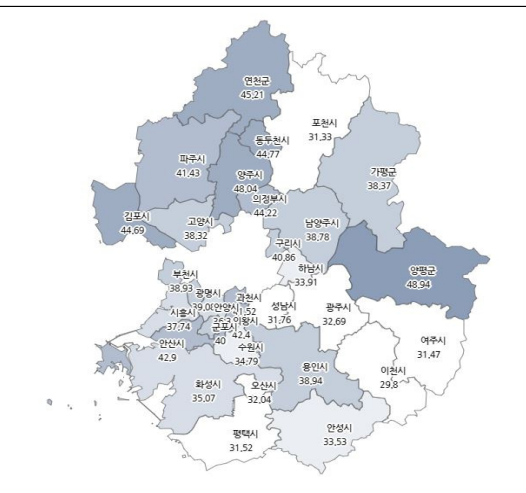 연천군
45,21
포천시
31,33
동두천시
44,77
파주시
41,43
양주시
48,04
가평군
38,37
의정부시
44,22
김포시
44,69
고양시
38,32
남양주시
38,78
구리시
40,86
하남시
33,91
양평군
48,94
부천시
38,93
광명시
39,08
안양시
과천시
시흥시
37,74
군포시
40
의왕시
42,4
성남시
31,76
광주시
32,69
여주시
31,47
안산시
42,9
수원시
34,79
용인시
38,94
이천시
29,8
화성시
35,07
오산시
32,04
안성시
33,53
평택시
31,52